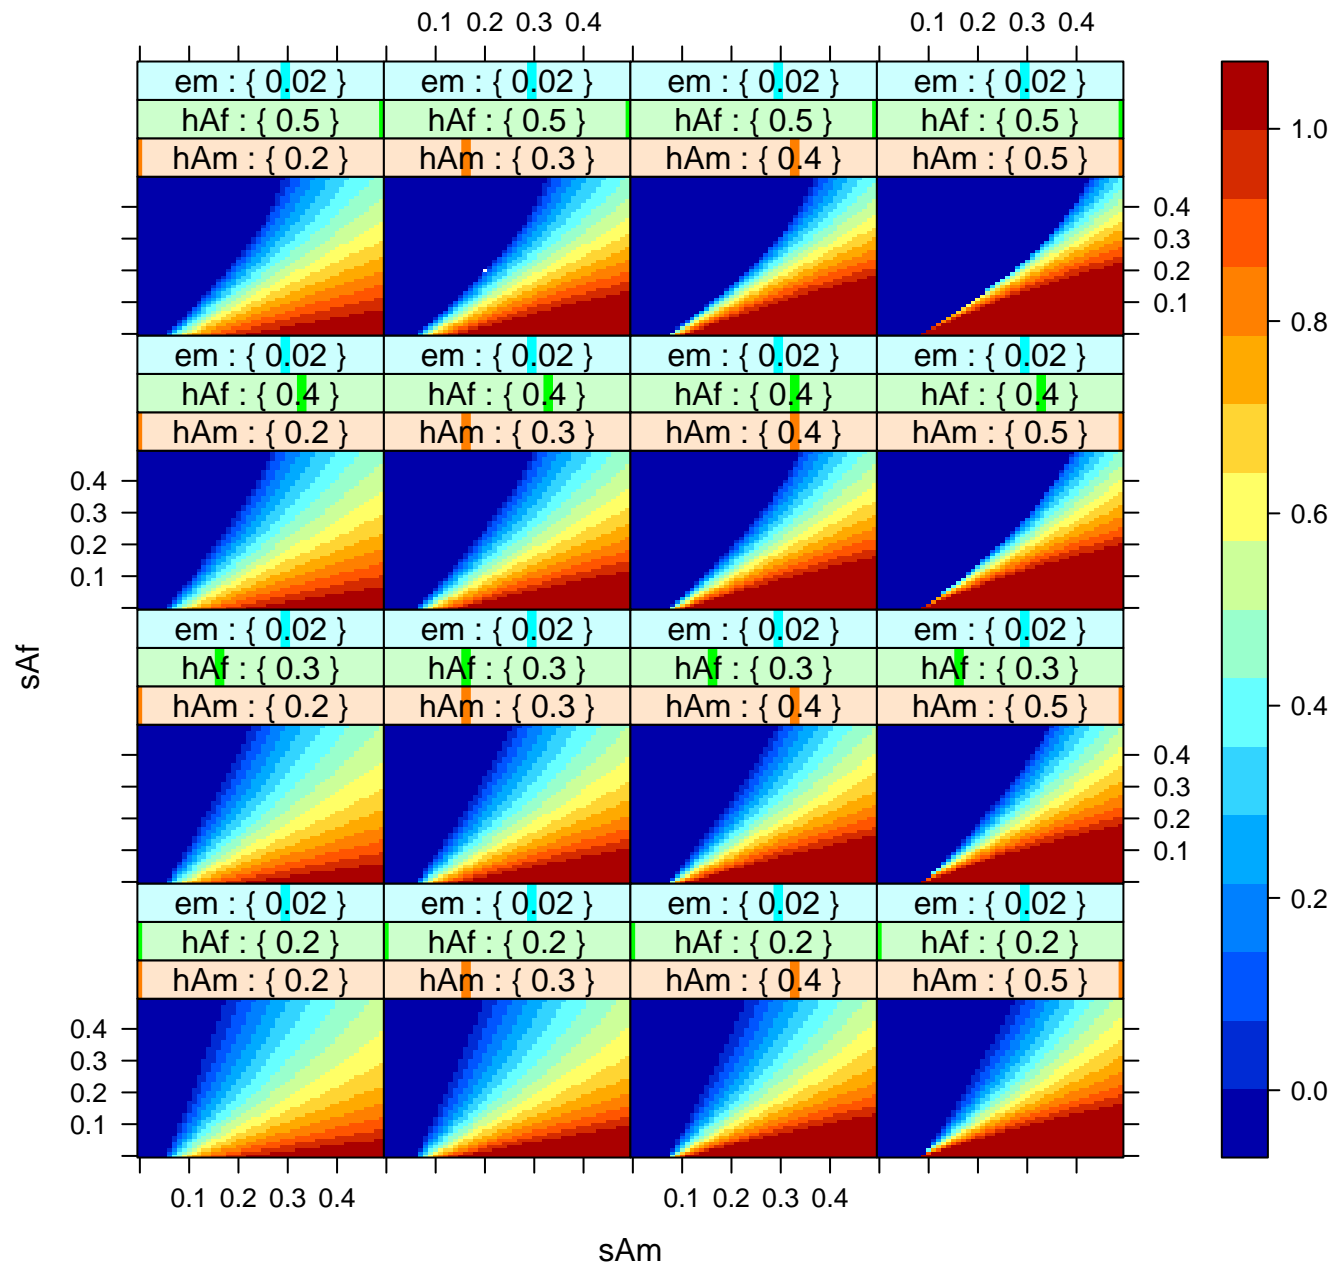 0.1 0.2 0.3 0.4 0.1 0.2 0.3 0.4
em : { 0.02 } em : { 0.02 } em : { 0.02 } em : { 0.02 }
hAf : { 0.5 } hAf : { 0.5 } hAf : { 0.5 } hAf : { 0.5 }
hAm : { 0.2 } hAm : { 0.3 } hAm : { 0.4 } hAm : { 0.5 }
0.4
0.3
0.2
0.1
em : { 0.02 } em : { 0.02 } em : { 0.02 } em : { 0.02 }
hAf : { 0.4 } hAf : { 0.4 } hAf : { 0.4 } hAf : { 0.4 }
hAm : { 0.2 } hAm : { 0.3 } hAm : { 0.4 } hAm : { 0.5 }
0.4
0.3
0.2
0.1
em : { 0.02 } em : { 0.02 } em : { 0.02 } em : { 0.02 }
hAf : { 0.3 } hAf : { 0.3 } hAf : { 0.3 } hAf : { 0.3 }
hAm : { 0.2 } hAm : { 0.3 } hAm : { 0.4 } hAm : { 0.5 }
0.4
0.3
0.2
0.1
em : { 0.02 } em : { 0.02 } em : { 0.02 } em : { 0.02 }
hAf : { 0.2 } hAf : { 0.2 } hAf : { 0.2 } hAf : { 0.2 }
hAm : { 0.2 } hAm : { 0.3 } hAm : { 0.4 } hAm : { 0.5 }
0.4
0.3
0.2
0.1
0.1 0.2 0.3 0.4 0.1 0.2 0.3 0.4
sAm
sAf
1.0
0.8
0.6
0.4
0.2
0.0